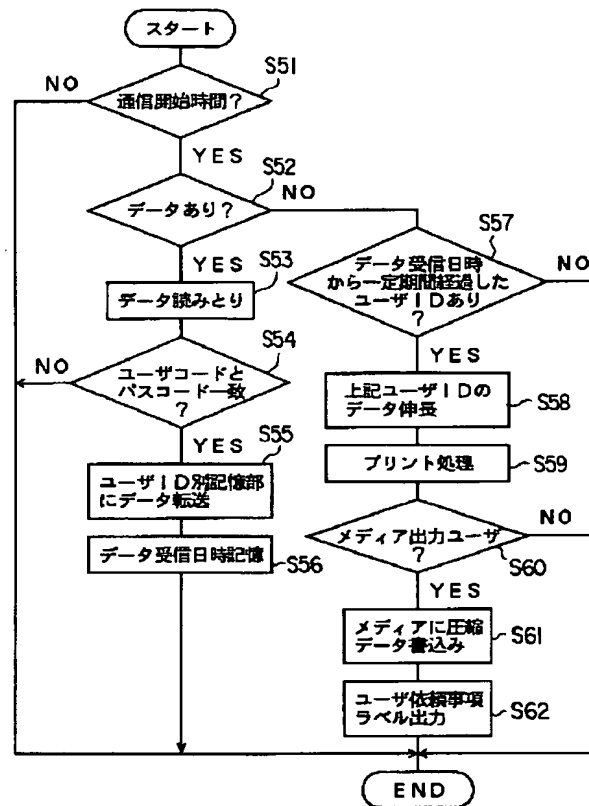 スタート
S51
通信開始時間？
NO
YES
S52
データあり？
NO
YES
S53
データ読みとり
S54
ユーザコードと
パスコード一致
？
NO
YES
S55
ユーザID別記憶部
にデータ転送
データ受信日時記憶
S56
S57
データ受信日時
から一定期間経過した
ユーザIDあり
？
NO
YES
上記ユーザIDの
データ伸長
S58
プリント処理
S59
メディア出力ユーザ
？
NO
S60
YES
メディアに圧縮
データ書込み
S61
ユーザ依頼事項
ラベル出力
S62
END